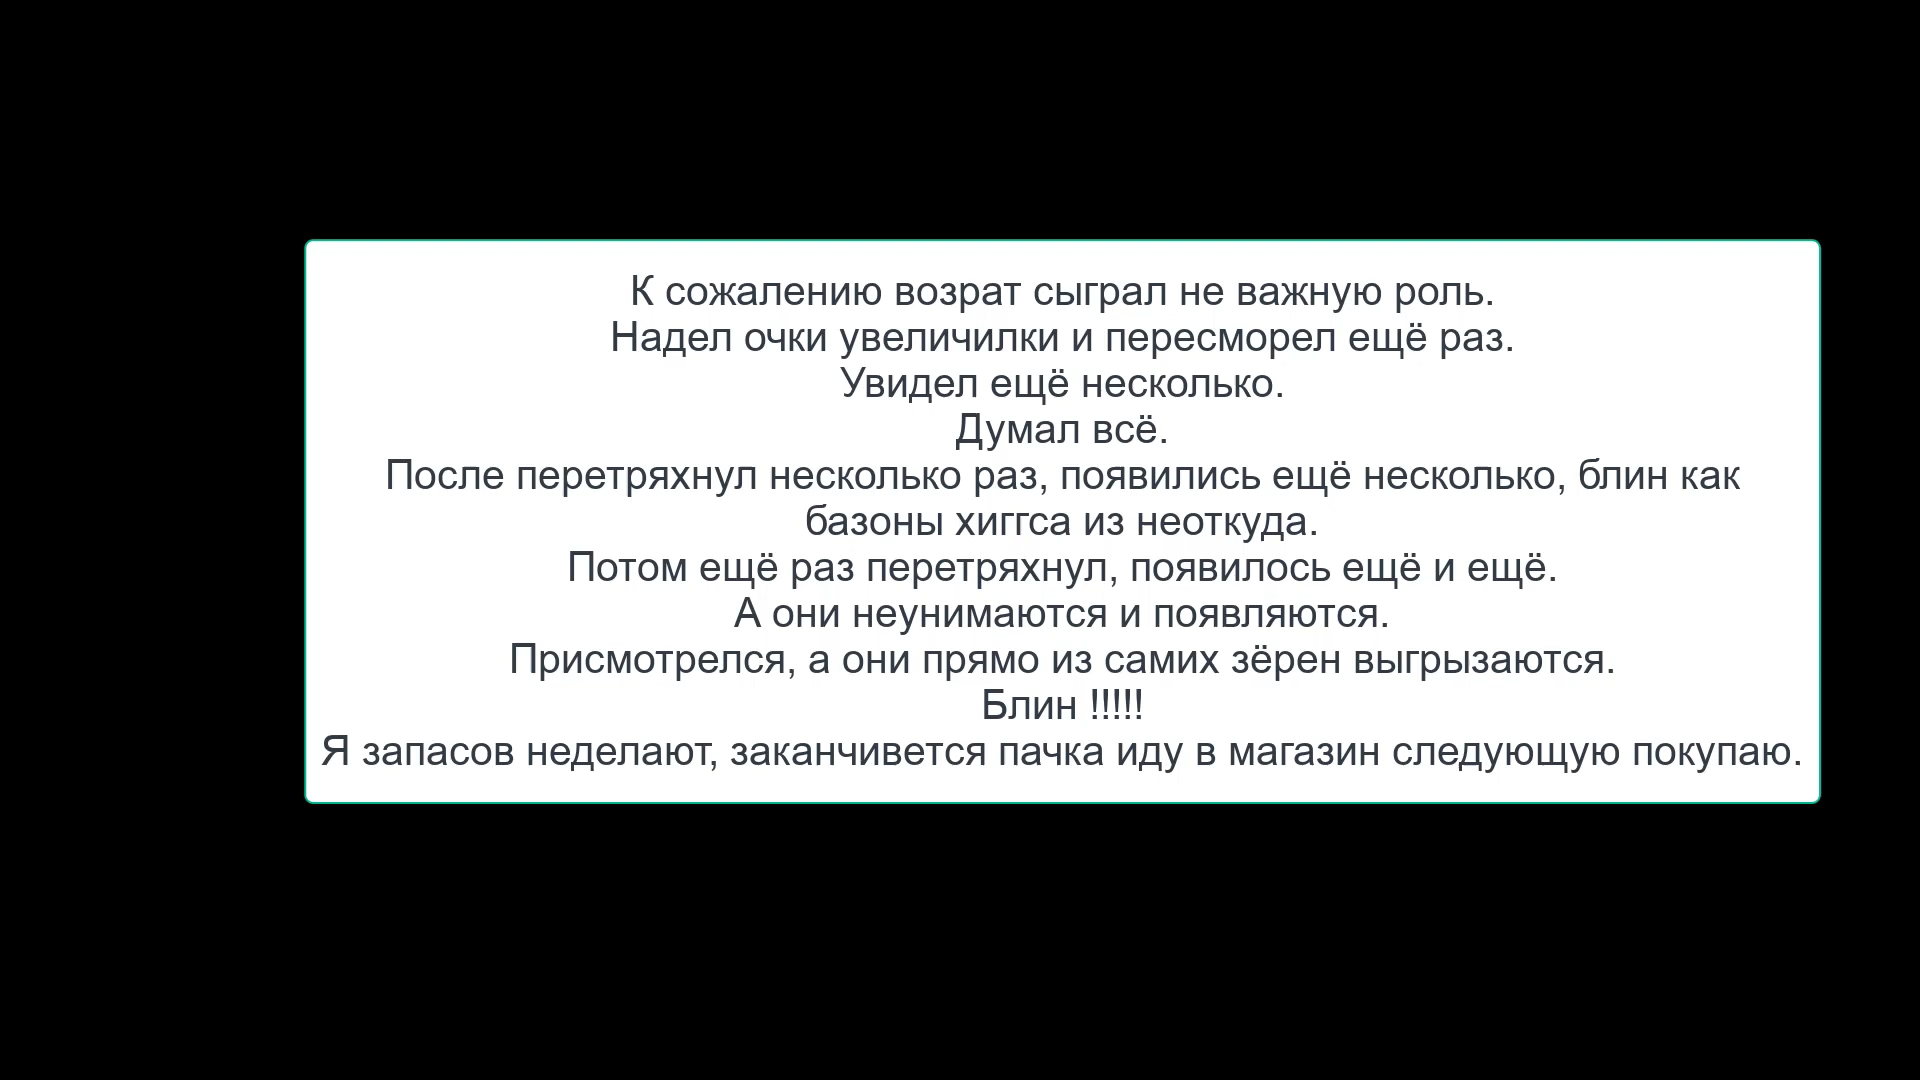 К сожалению возрат сыграл не важную роль.
Надел очки увеличилки и пересморел ещё раз.
Увидел ещё несколько.
Думал всё.
После перетряхнул несколько раз, появились ещё несколько, блин как
базоны хиггса из неоткуда.
Потом ещё раз перетряхнул, появилось ещё и ещё.
А они неунимаются и появляются.
Присмотрелся, а они прямо из самих зёрен выгрызаются.
Блин !!!!!
Я запасов неделают, заканчивется пачка иду в магазин следующую покупаю.